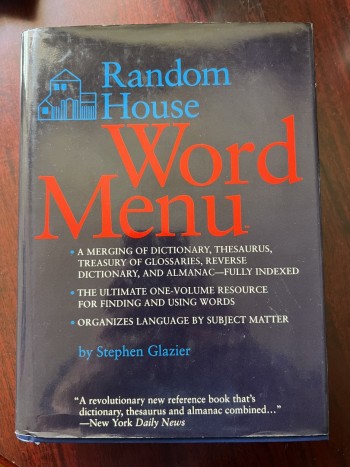 Random
House
Word
Menu™
• A MERGING OF DICTIONARY, THESAURUS,
TREASURY OF GLOSSARIES, REVERSE
DICTIONARY, AND ALMANAC—FULLY INDEXED
• THE ULTIMATE ONE-VOLUME RESOURCE
FOR FINDING AND USING WORDS
• ORGANIZES LANGUAGE BY SUBJECT MATTER
by Stephen Glazier
“A revolutionary new reference book that’s
dictionary, thesaurus and almanac combined...”
—New York Daily News